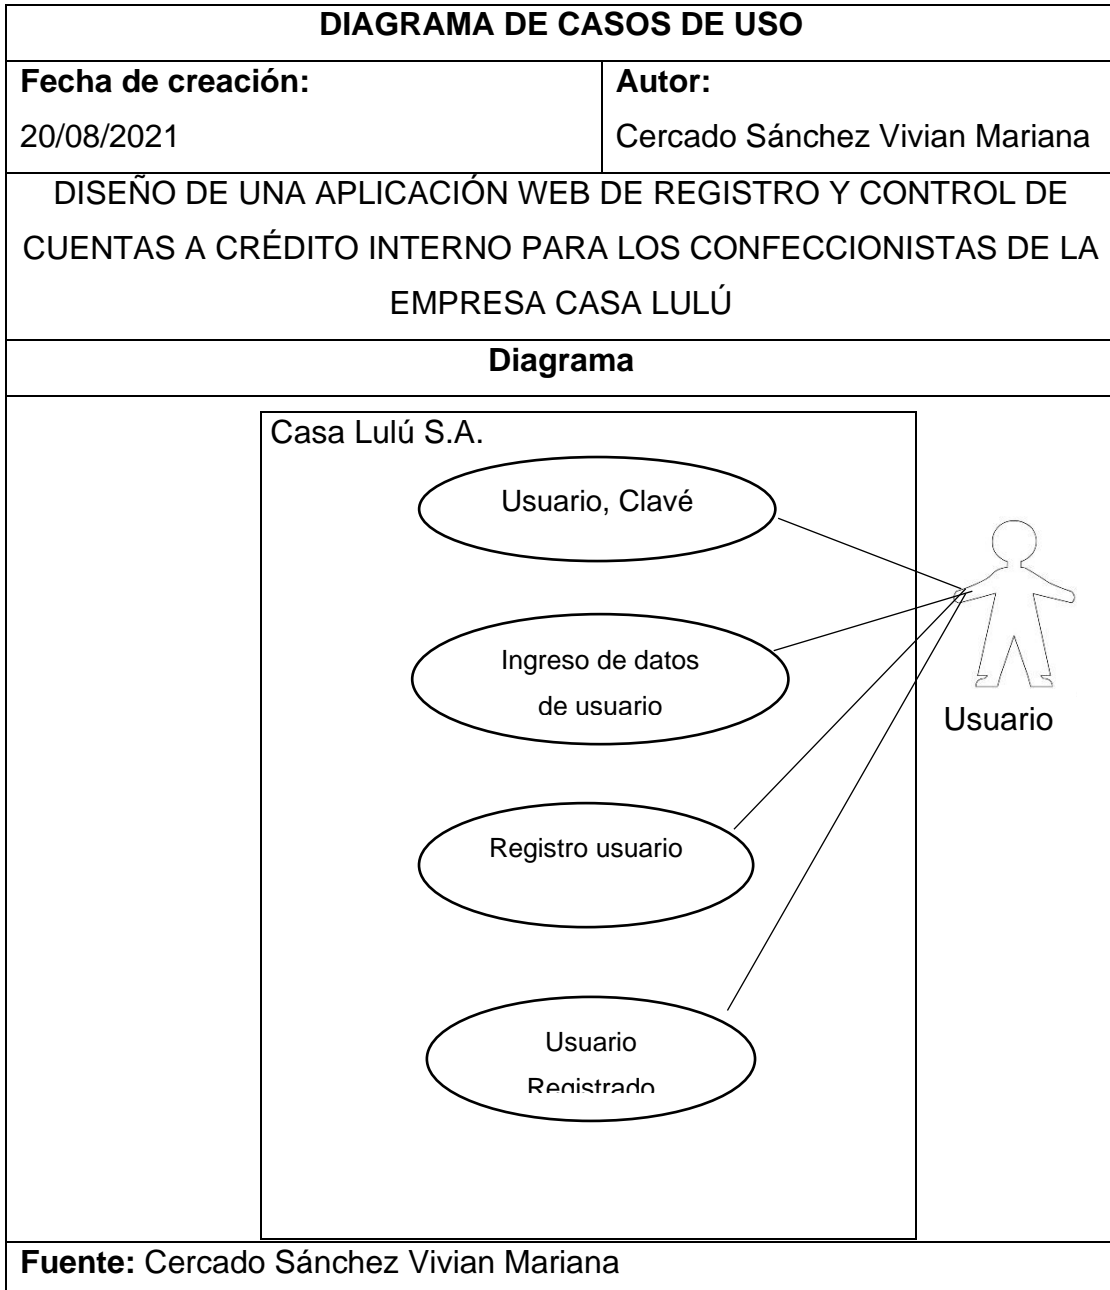 DIAGRAMA DE CASOS DE USO
Fecha de creación:
20/08/2021
Autor:
Cercado Sánchez Vivian Mariana
DISEÑO DE UNA APLICACIÓN WEB DE REGISTRO Y CONTROL DE
CUENTAS A CRÉDITO INTERNO PARA LOS CONFECCIONISTAS DE LA
EMPRESA CASA LULÚ
Diagrama
Casa Lulú S.A.
Usuario, Clavé
Ingreso de datos
de usuario
Usuario
Registro usuario
Usuario
Registrado
Fuente: Cercado Sánchez Vivian Mariana